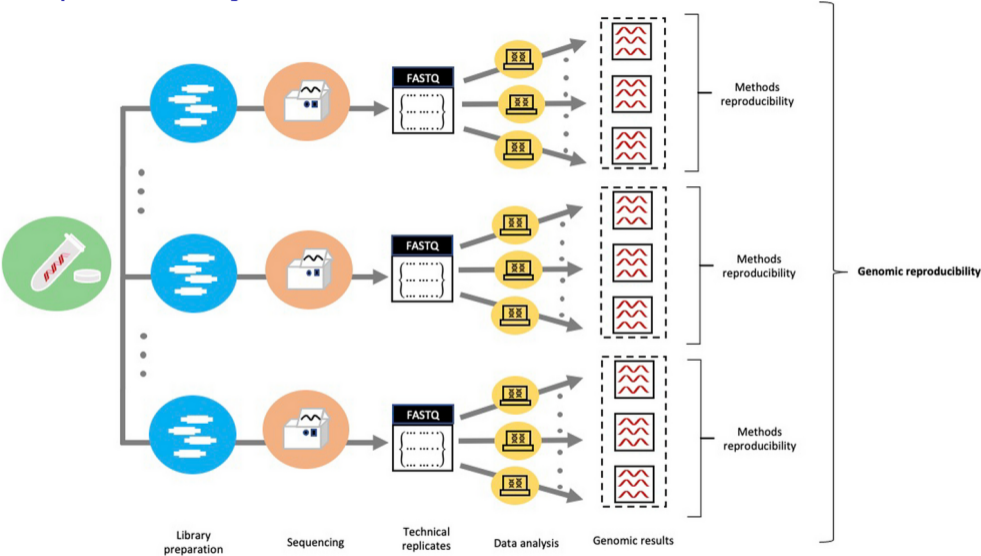 FASTQ
Methods
reproducibility
FASTQ
Methods
reproducibility
Genomic reproducibility
FASTQ
Methods
reproducibility
Library
preparation
Sequencing
Technical
replicates
Data analysis
Genomic results